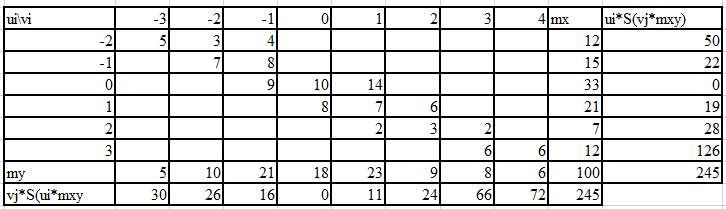 ui\vi -3 -2 -1 0 1 2 3 4 mx ui*S(vj*mxy)
-2 5 3 4 12 50
-1 7 8 15 22
0 9 10 14 33 0
1 8 7 6 21 19
2 2 3 2 7 28
3 6 6 12 126
my 5 10 21 18 23 9 8 6 100 245
vj*S(ui*mxy 30 26 16 0 11 24 66 72 245